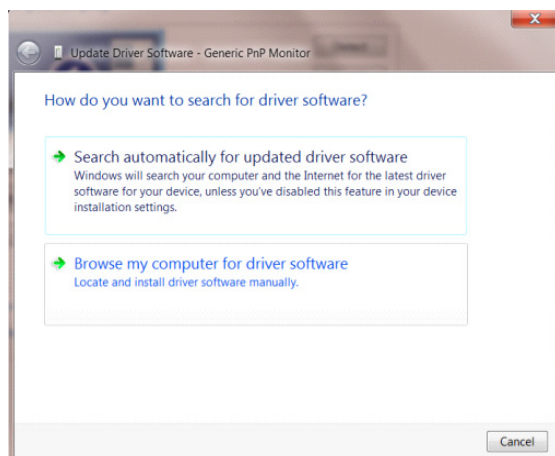 Update Driver Software - Generic PnP Monitor
How do you want to search for driver software?
Search automatically for updated driver software
Windows will search your computer and the Internet for the latest driver
software for your device, unless you've disabled this feature in your device
installation settings.
Browse my computer for driver software
Locate and install driver software manually.
Cancel